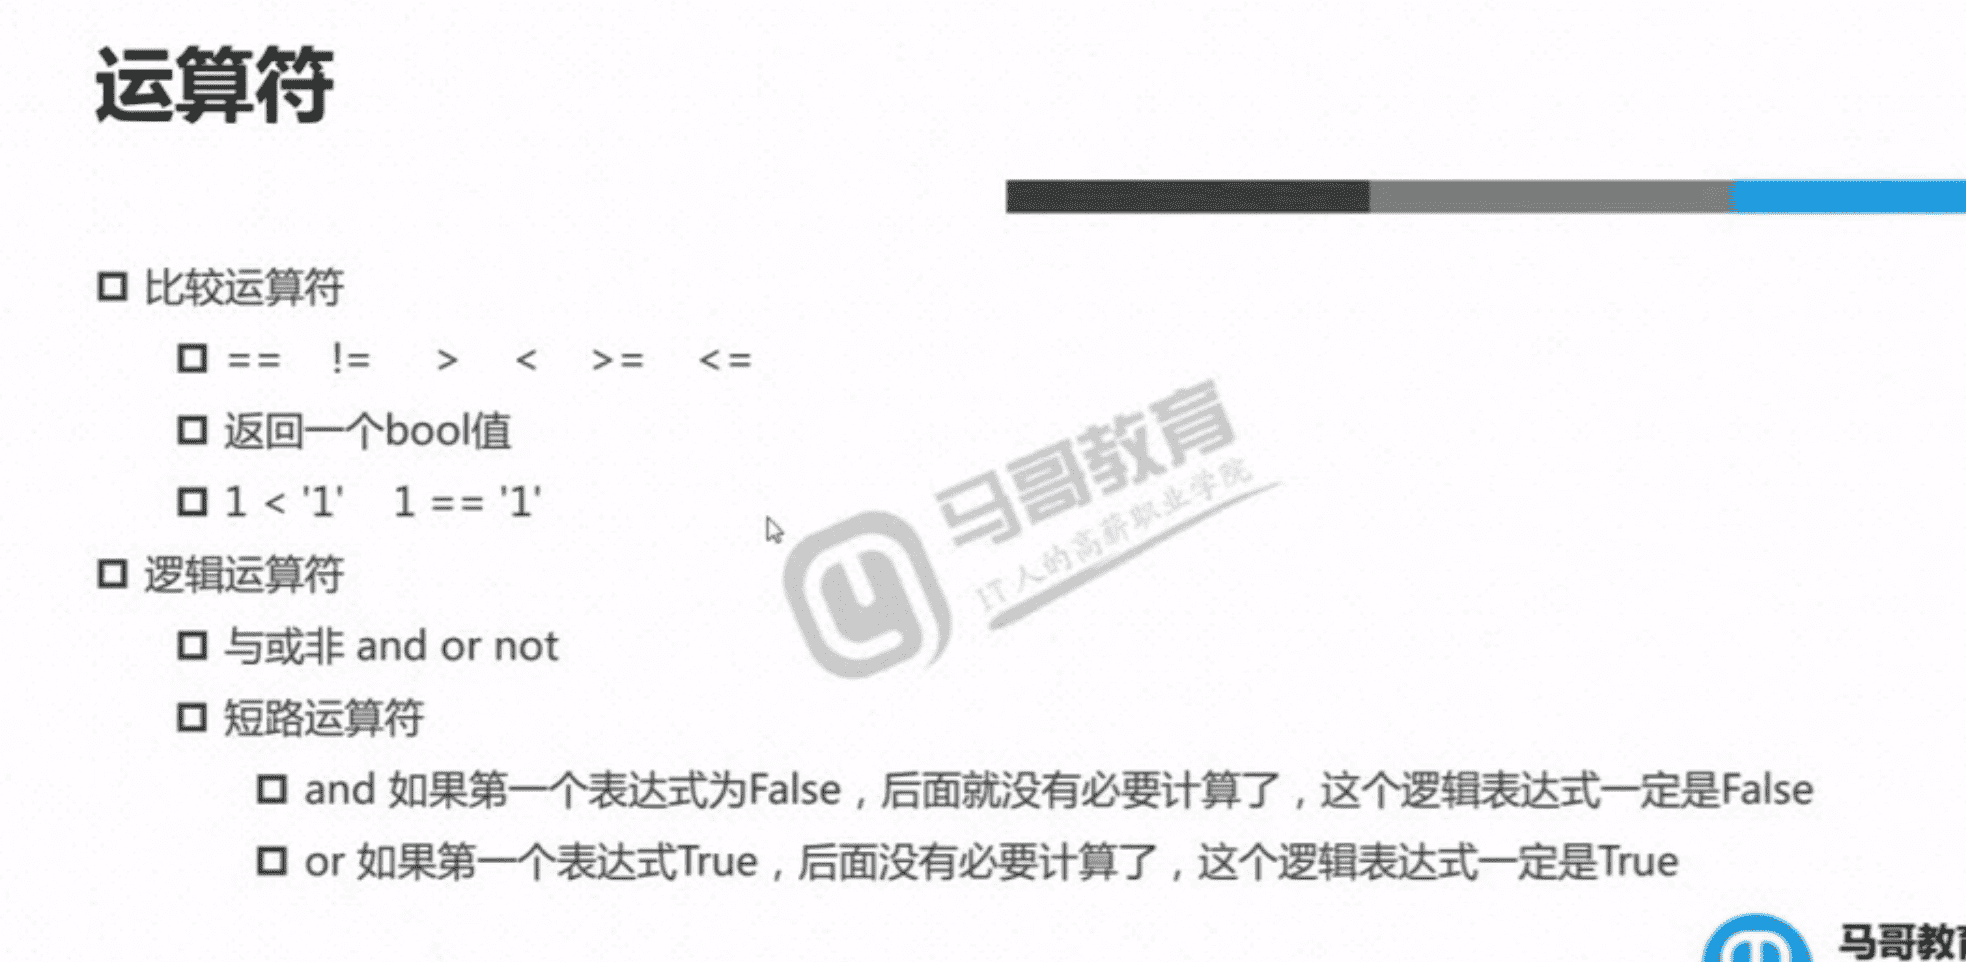 运算符
比较运算符
== != > < >= <=
返回一个bool值
1 < '1' 1 == '1'
逻辑运算符
与或非 and or not
短路运算符
and 如果第一个表达式为False，后面就没有必要计算了，这个逻辑表达式一定是False
or 如果第一个表达式True，后面没有必要计算了，这个逻辑表达式一定是True
马哥教育
IT人的高薪职业学院
马哥教育